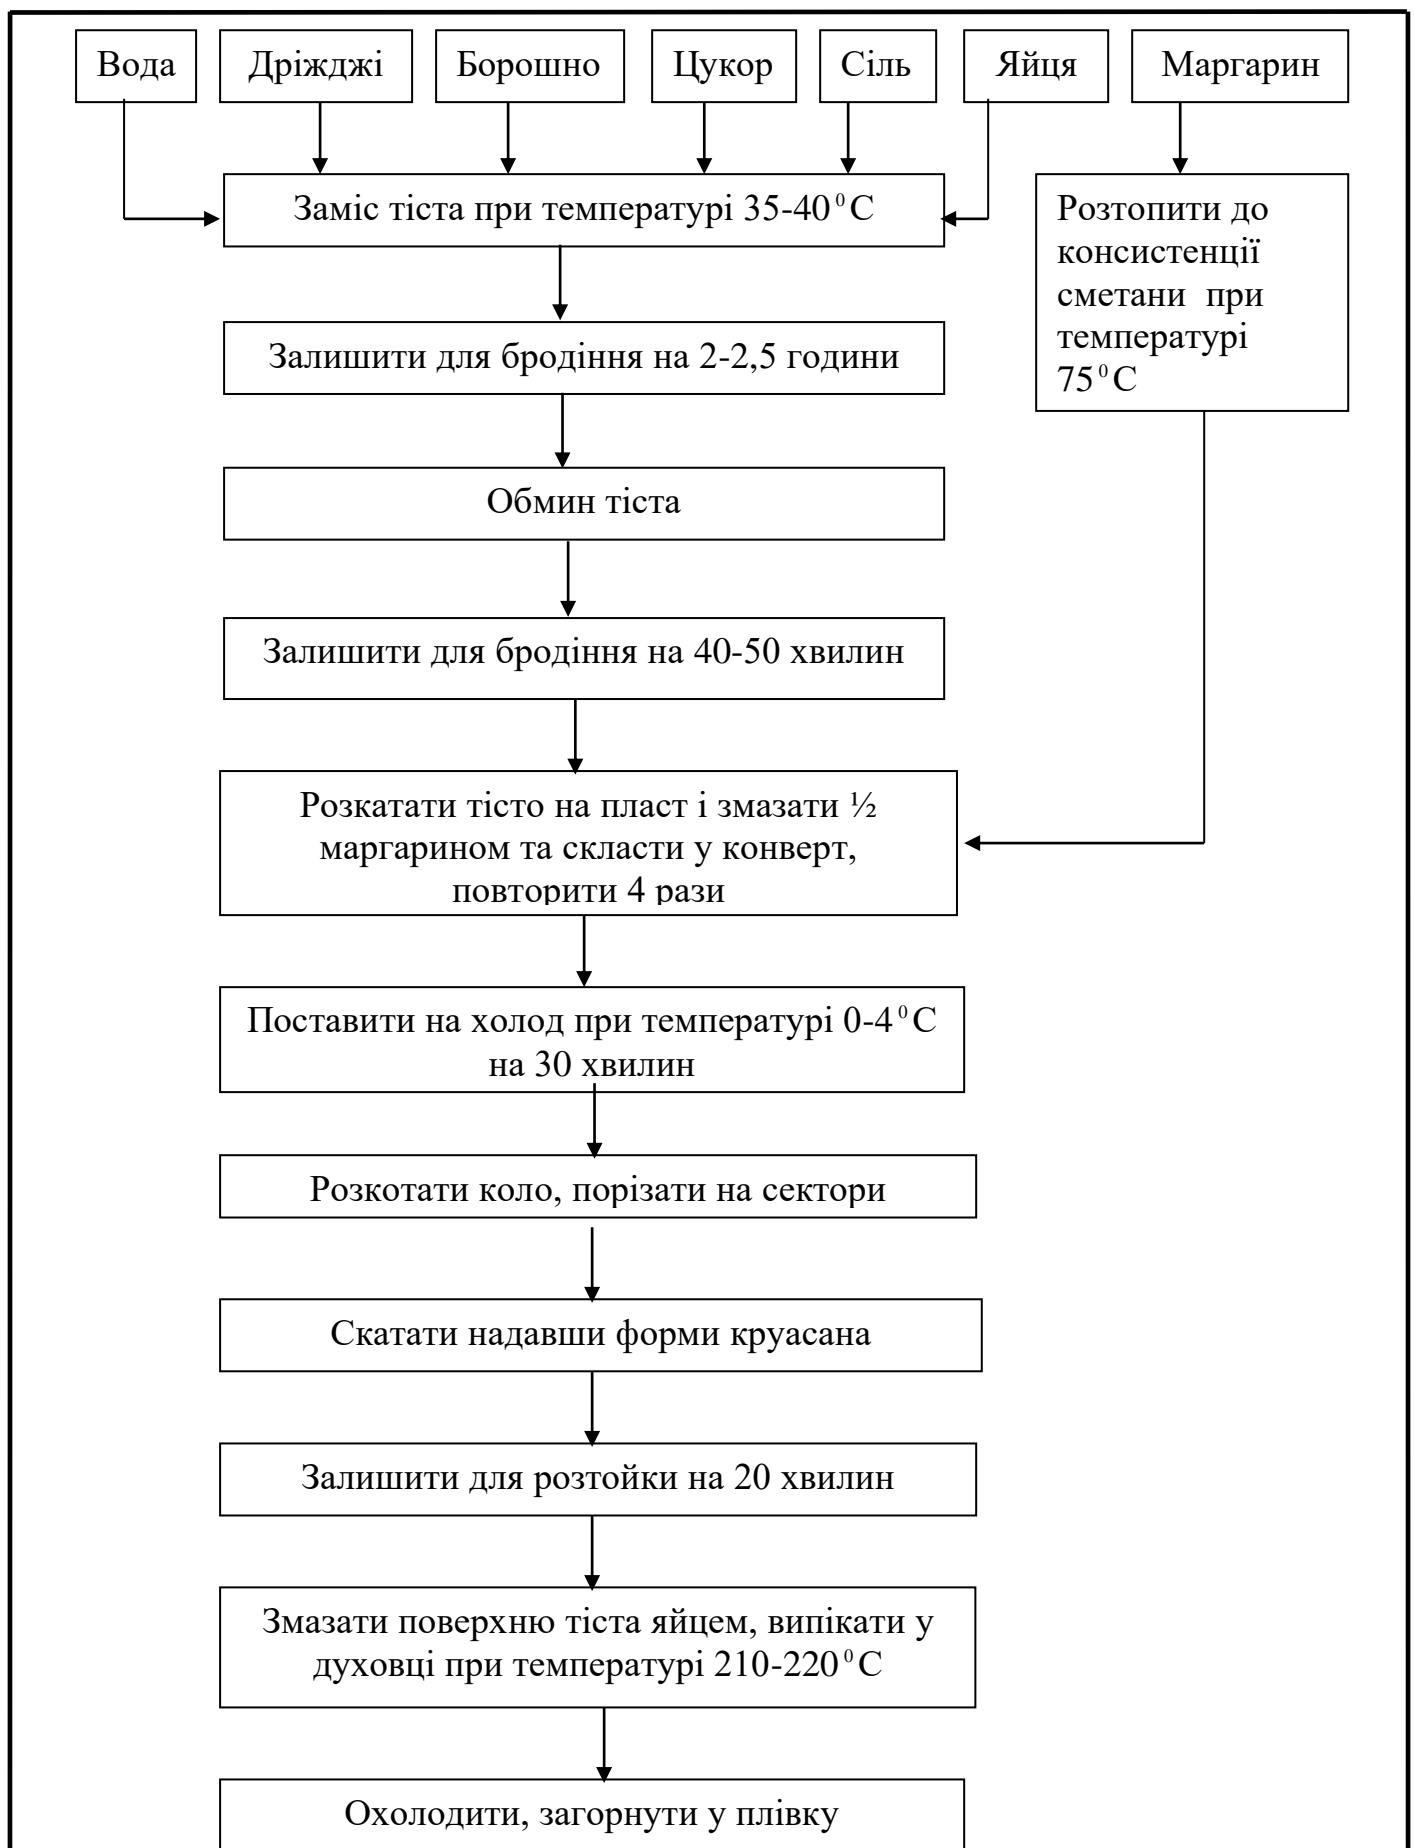 Вода
Дріжджі
Борошно
Цукор
Сіль
Яйця
Маргарин
Заміс тіста при температурі 35-40⁰С
Розтопити до
консистенції
сметани при
температурі
75⁰С
Залишити для бродіння на 2-2,5 години
Обмин тіста
Залишити для бродіння на 40-50 хвилин
Розкатати тісто на пласт і змазати ½
маргарином та скласти у конверт,
повторити 4 рази
Поставити на холод при температурі 0-4⁰С
на 30 хвилин
Розкотати коло, порізати на сектори
Скатати надавши форми круасана
Залишити для розтойки на 20 хвилин
Змазати поверхню тіста яйцем, випікати у
духовці при температурі 210-220⁰С
Охолодити, загорнути у плівку